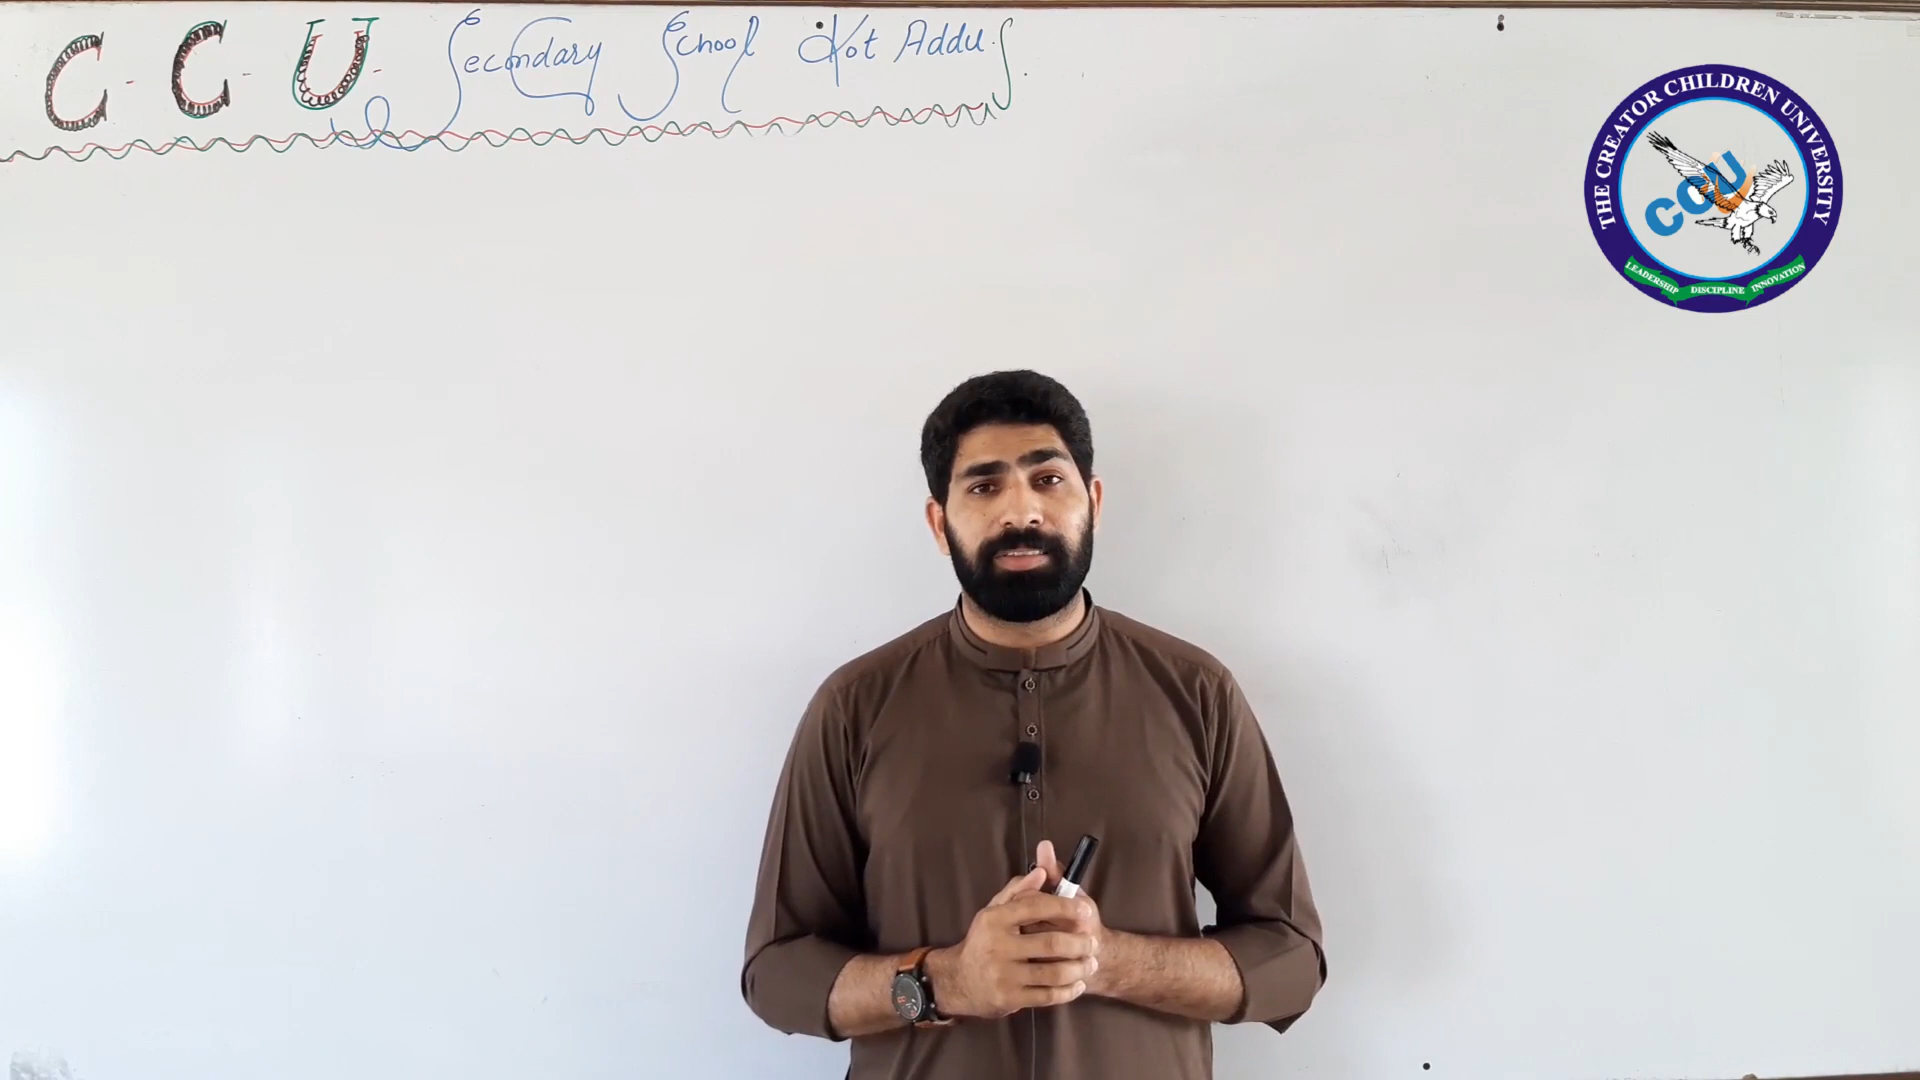 C. C. U. Secondary School Kot Addu.
THE CREATOR CHILDREN UNIVERSITY
CCU
LEADERSHIP DISCIPLINE INNOVATION